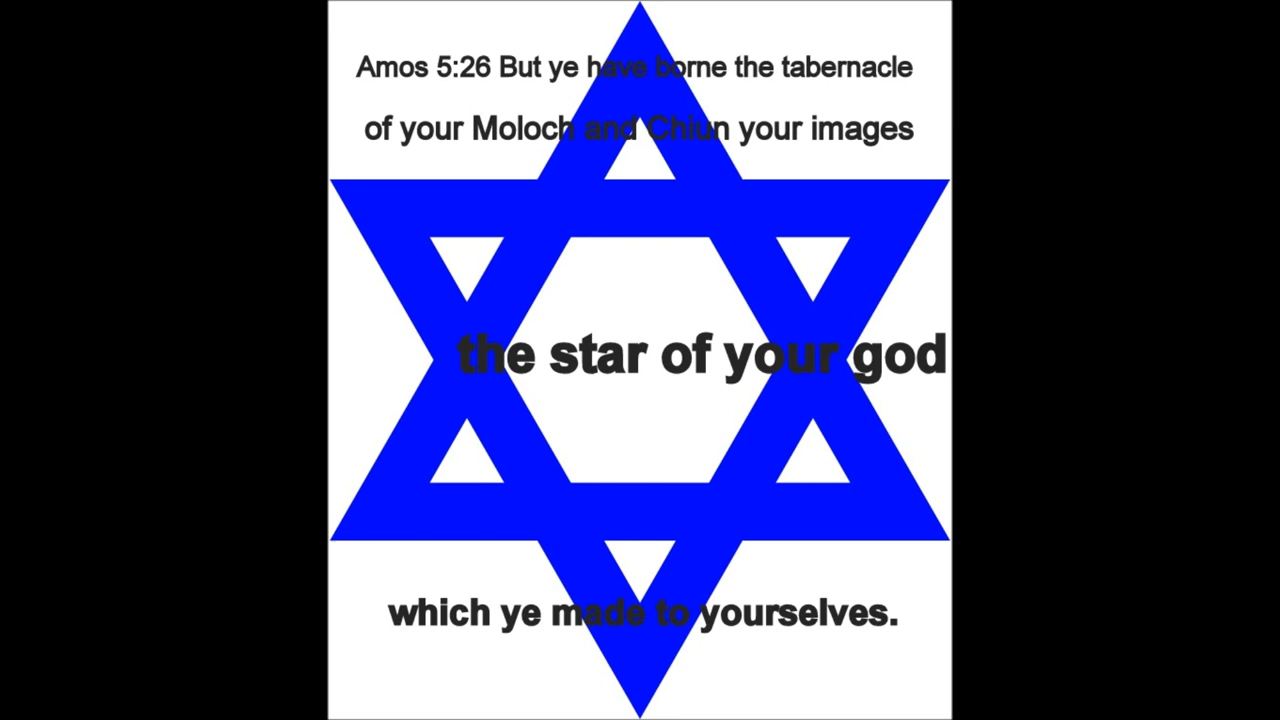 Amos 5:26 But ye have borne the tabernacle
of your Moloch and Chiun your images
the star of your god
which ye made to yourselves.